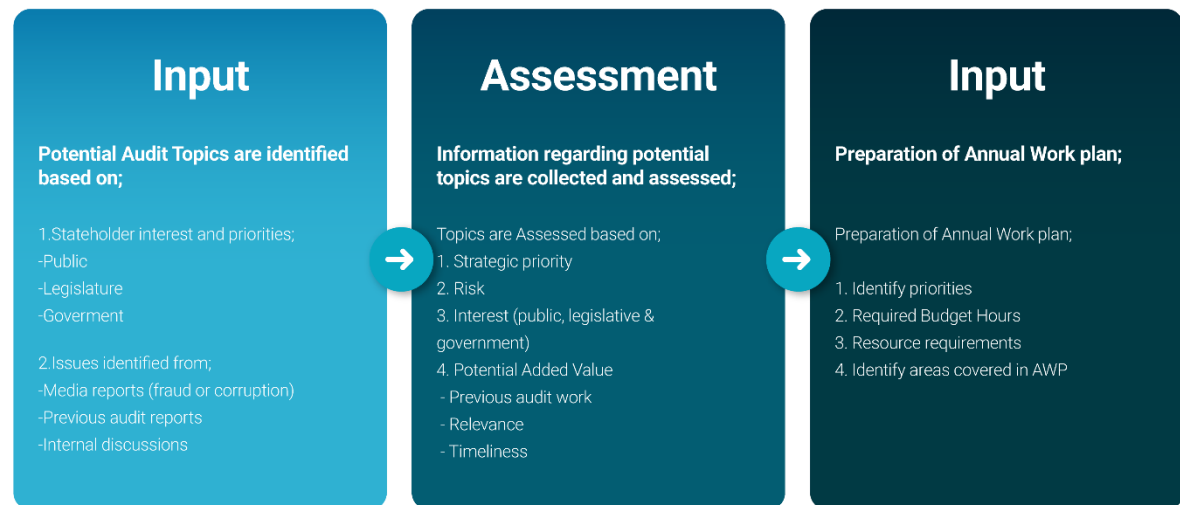 Input
Potential Audit Topics are identified
based on;
1.Stateholder interest and priorities;
-Public
-Legislature
-Goverment
2.Issues identified from;
-Media reports (fraud or corruption)
-Previous audit reports
-Internal discussions
Assessment
Information regarding potential
topics are collected and assessed;
Topics are Assessed based on;
1. Strategic priority
2. Risk
3. Interest (public, legislative &
government)
4. Potential Added Value
- Previous audit work
- Relevance
- Timeliness
Input
Preparation of Annual Work plan;
Preparation of Annual Work plan;
1. Identify priorities
2. Required Budget Hours
3. Resource requirements
4. Identify areas covered in AWP